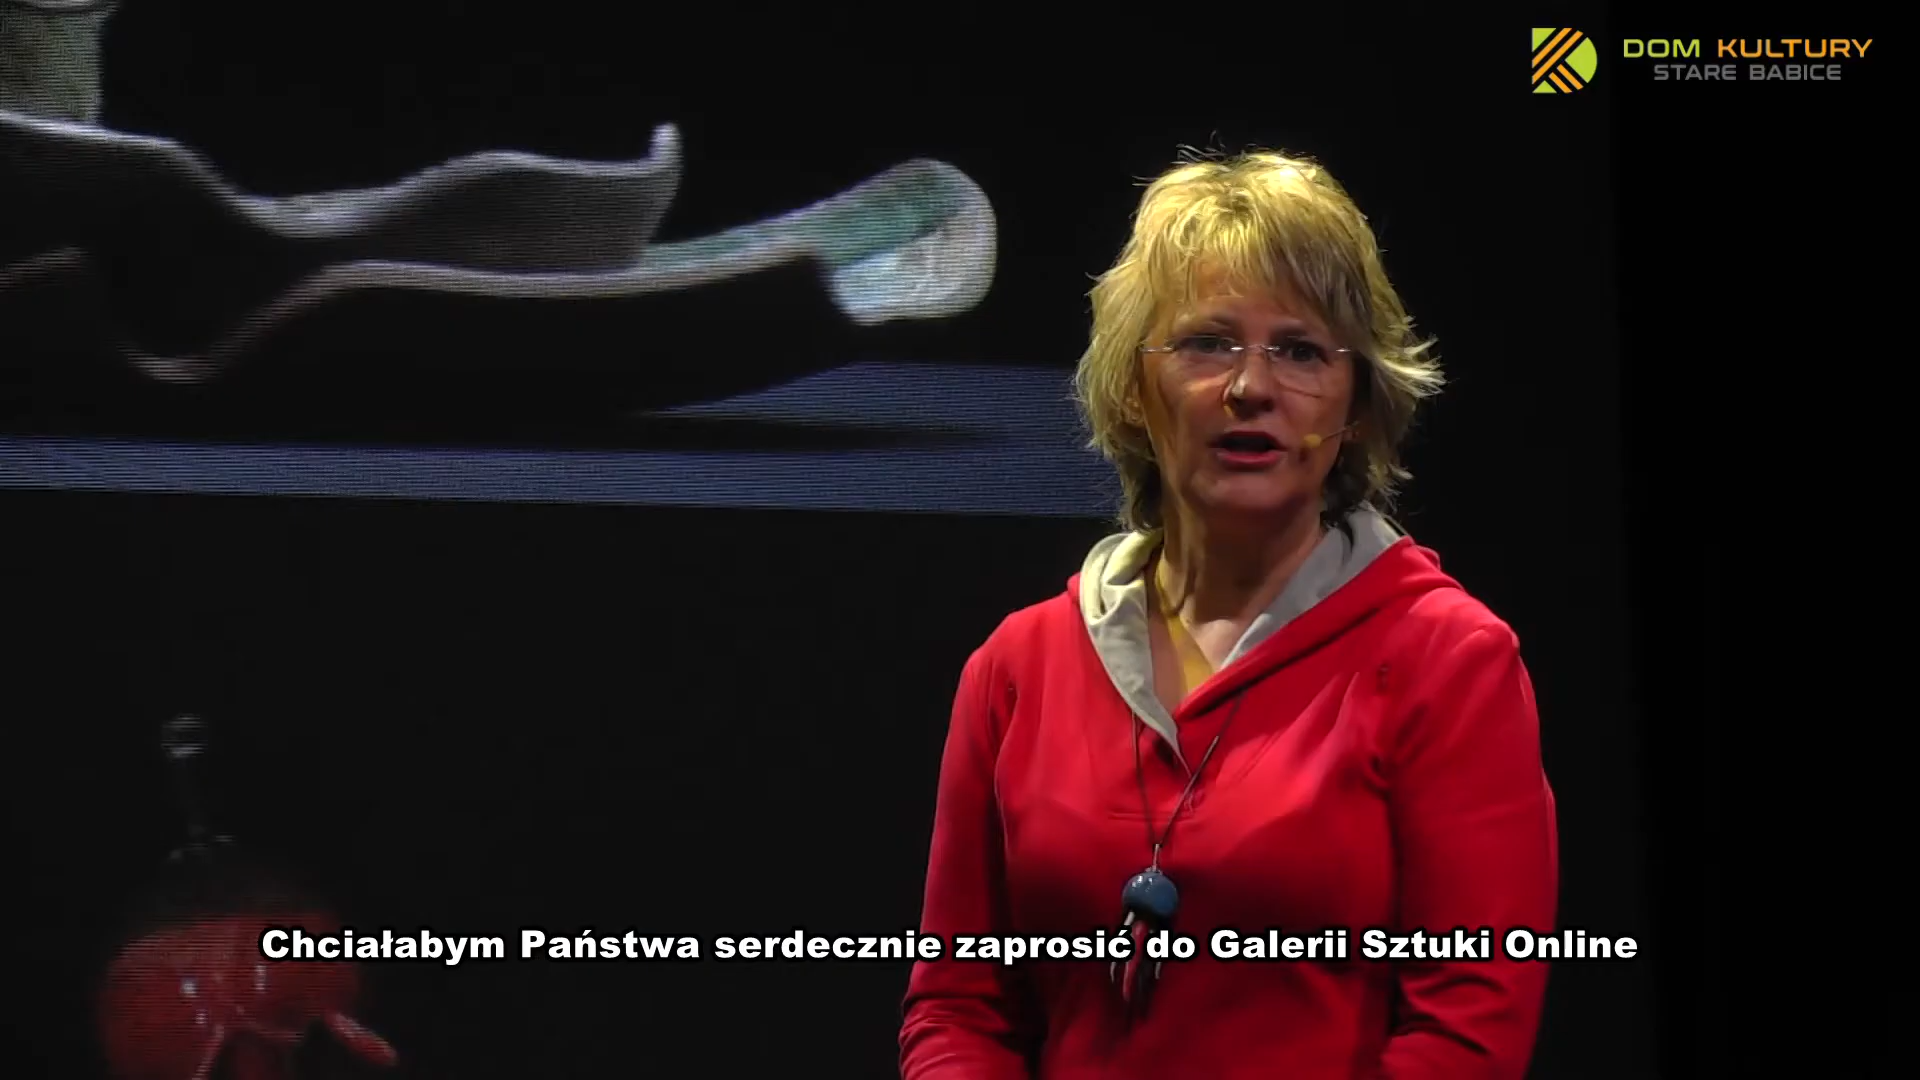 DOM KULTURY
STARE BABICE
Chciałabym Państwa serdecznie zaprosić do Galerii Sztuki Online